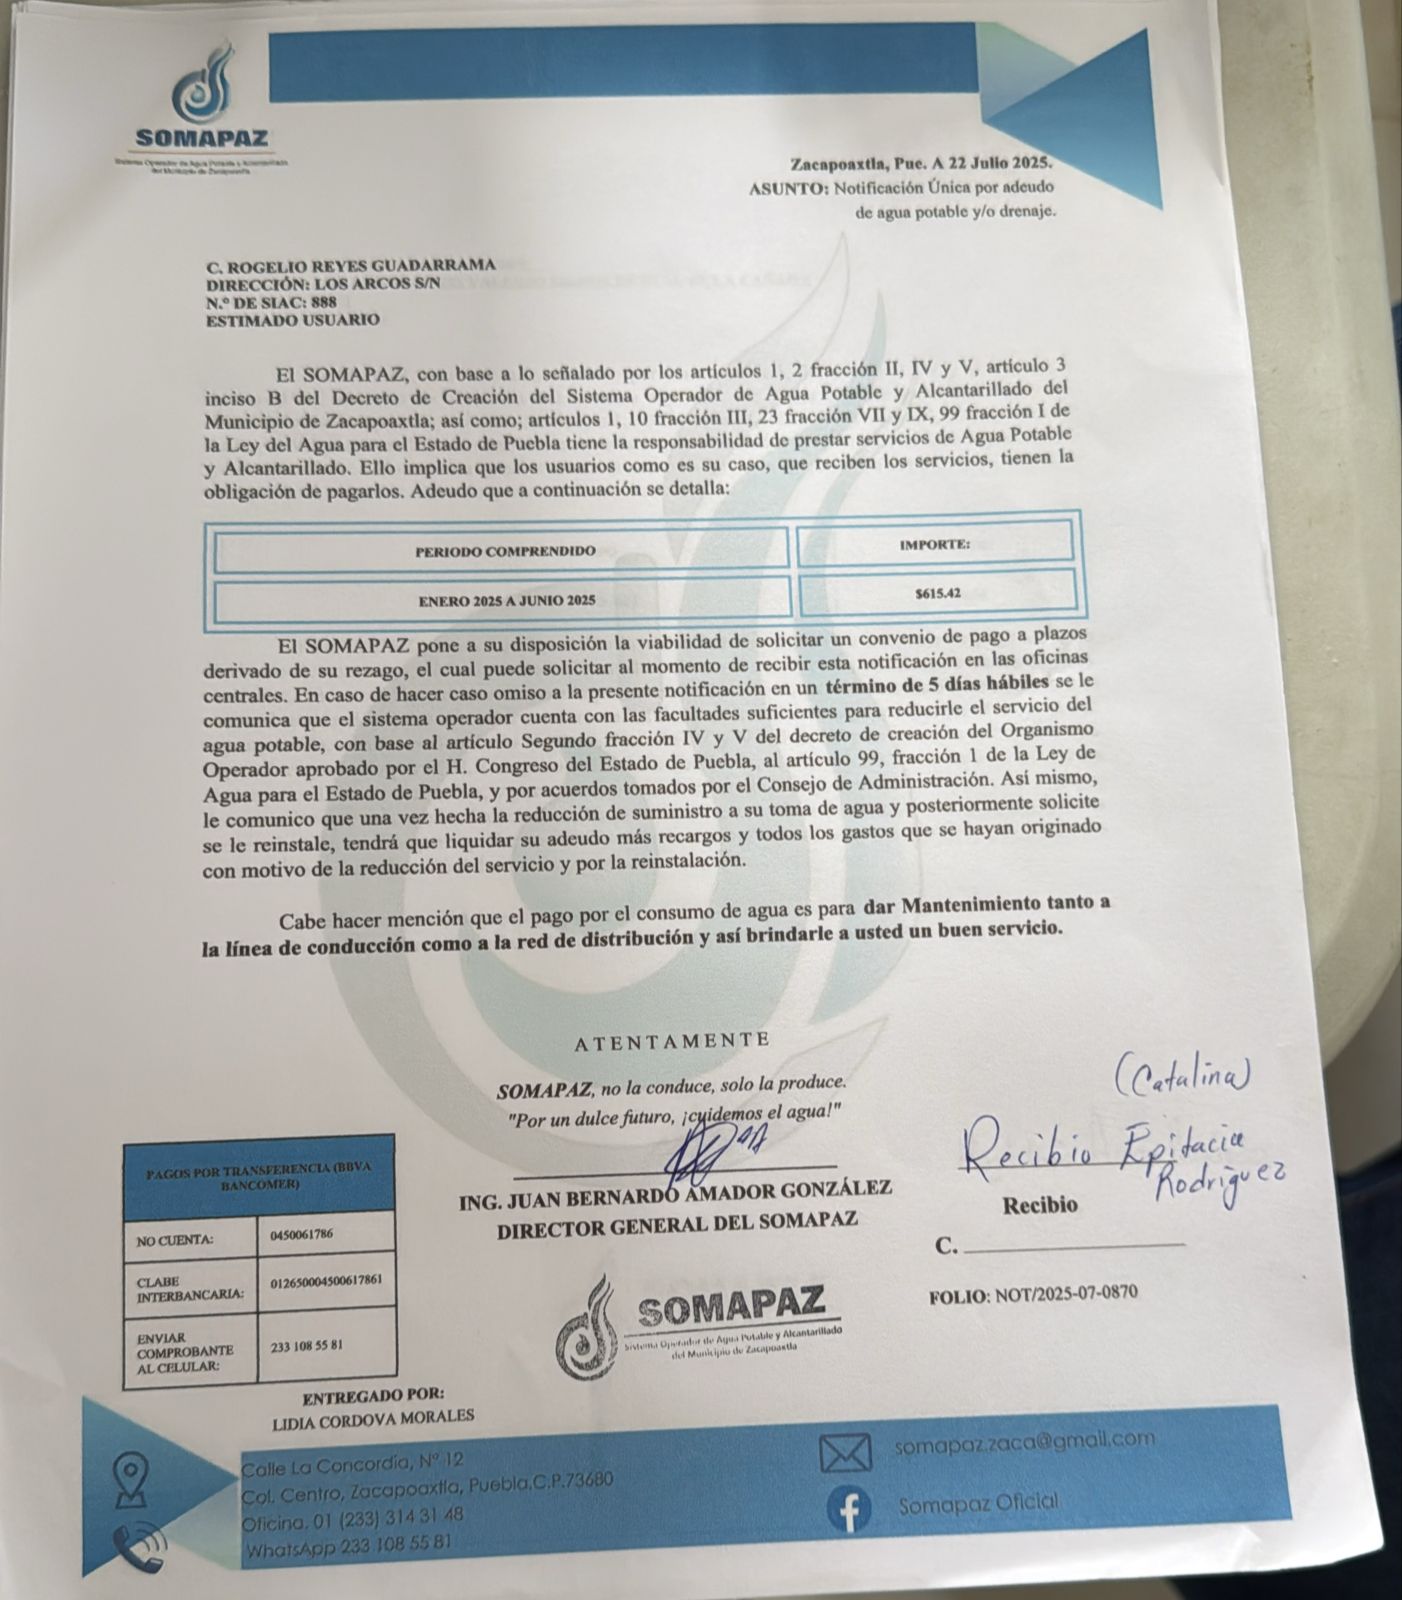 SOMAPAZ
Sistema Operador de Agua Potable y Alcantarillado
del Municipio de Zacapoaxtla
Zacapoaxtla, Pue. A 22 Julio 2025.
ASUNTO: Notificación Única por adeudo
de agua potable y/o drenaje.
C. ROGELIO REYES GUADARRAMA
DIRECCIÓN: LOS ARCOS S/N
N.º DE SIAC: 888
ESTIMADO USUARIO
El SOMAPAZ, con base a lo señalado por los artículos 1, 2 fracción II, IV y V, artículo 3
inciso B del Decreto de Creación del Sistema Operador de Agua Potable y Alcantarillado del
Municipio de Zacapoaxtla; así como; artículos 1, 10 fracción III, 23 fracción VII y IX, 99 fracción I de
la Ley del Agua para el Estado de Puebla tiene la responsabilidad de prestar servicios de Agua Potable
y Alcantarillado. Ello implica que los usuarios como es su caso, que reciben los servicios, tienen la
obligación de pagarlos. Adeudo que a continuación se detalla:
PERIODO COMPRENDIDO IMPORTE:
ENERO 2025 A JUNIO 2025 $615.42
El SOMAPAZ pone a su disposición la viabilidad de solicitar un convenio de pago a plazos
derivado de su rezago, el cual puede solicitar al momento de recibir esta notificación en las oficinas
centrales. En caso de hacer caso omiso a la presente notificación en un término de 5 días hábiles se le
comunica que el sistema operador cuenta con las facultades suficientes para reducirle el servicio del
agua potable, con base al artículo Segundo fracción IV y V del decreto de creación del Organismo
Operador aprobado por el H. Congreso del Estado de Puebla, al artículo 99, fracción 1 de la Ley de
Agua para el Estado de Puebla, y por acuerdos tomados por el Consejo de Administración. Así mismo,
le comunico que una vez hecha la reducción de suministro a su toma de agua y posteriormente solicite
se le reinstale, tendrá que liquidar su adeudo más recargos y todos los gastos que se hayan originado
con motivo de la reducción del servicio y por la reinstalación.
Cabe hacer mención que el pago por el consumo de agua es para dar Mantenimiento tanto a
la línea de conducción como a la red de distribución y así brindarle a usted un buen servicio.
ATENTAMENTE
SOMAPAZ, no la conduce, solo la produce.
"Por un dulce futuro, ¡cuidemos el agua!"
ING. JUAN BERNARDO AMADOR GONZÁLEZ
DIRECTOR GENERAL DEL SOMAPAZ
(Catalina)
Recibio Epitacia
Rodriguez
Recibio
C.
FOLIO: NOT/2025-07-0870
SOMAPAZ
Sistema Operador de Agua Potable y Alcantarillado
del Municipio de Zacapoaxtla
PAGOS POR TRANSFERENCIA (BBVA
BANCOMER)
NO CUENTA: 0450061786
CLABE
INTERBANCARIA: 012650004500617861
ENVIAR
COMPROBANTE
AL CELULAR: 233 108 55 81
ENTREGADO POR:
LIDIA CORDOVA MORALES
Calle La Concordia, Nº 12
Col. Centro, Zacapoaxtla, Puebla.C.P.73680
Oficina. 01 (233) 314 31 48
WhatsApp 233 108 55 81
somapaz.zaca@gmail.com
Somapaz Oficial